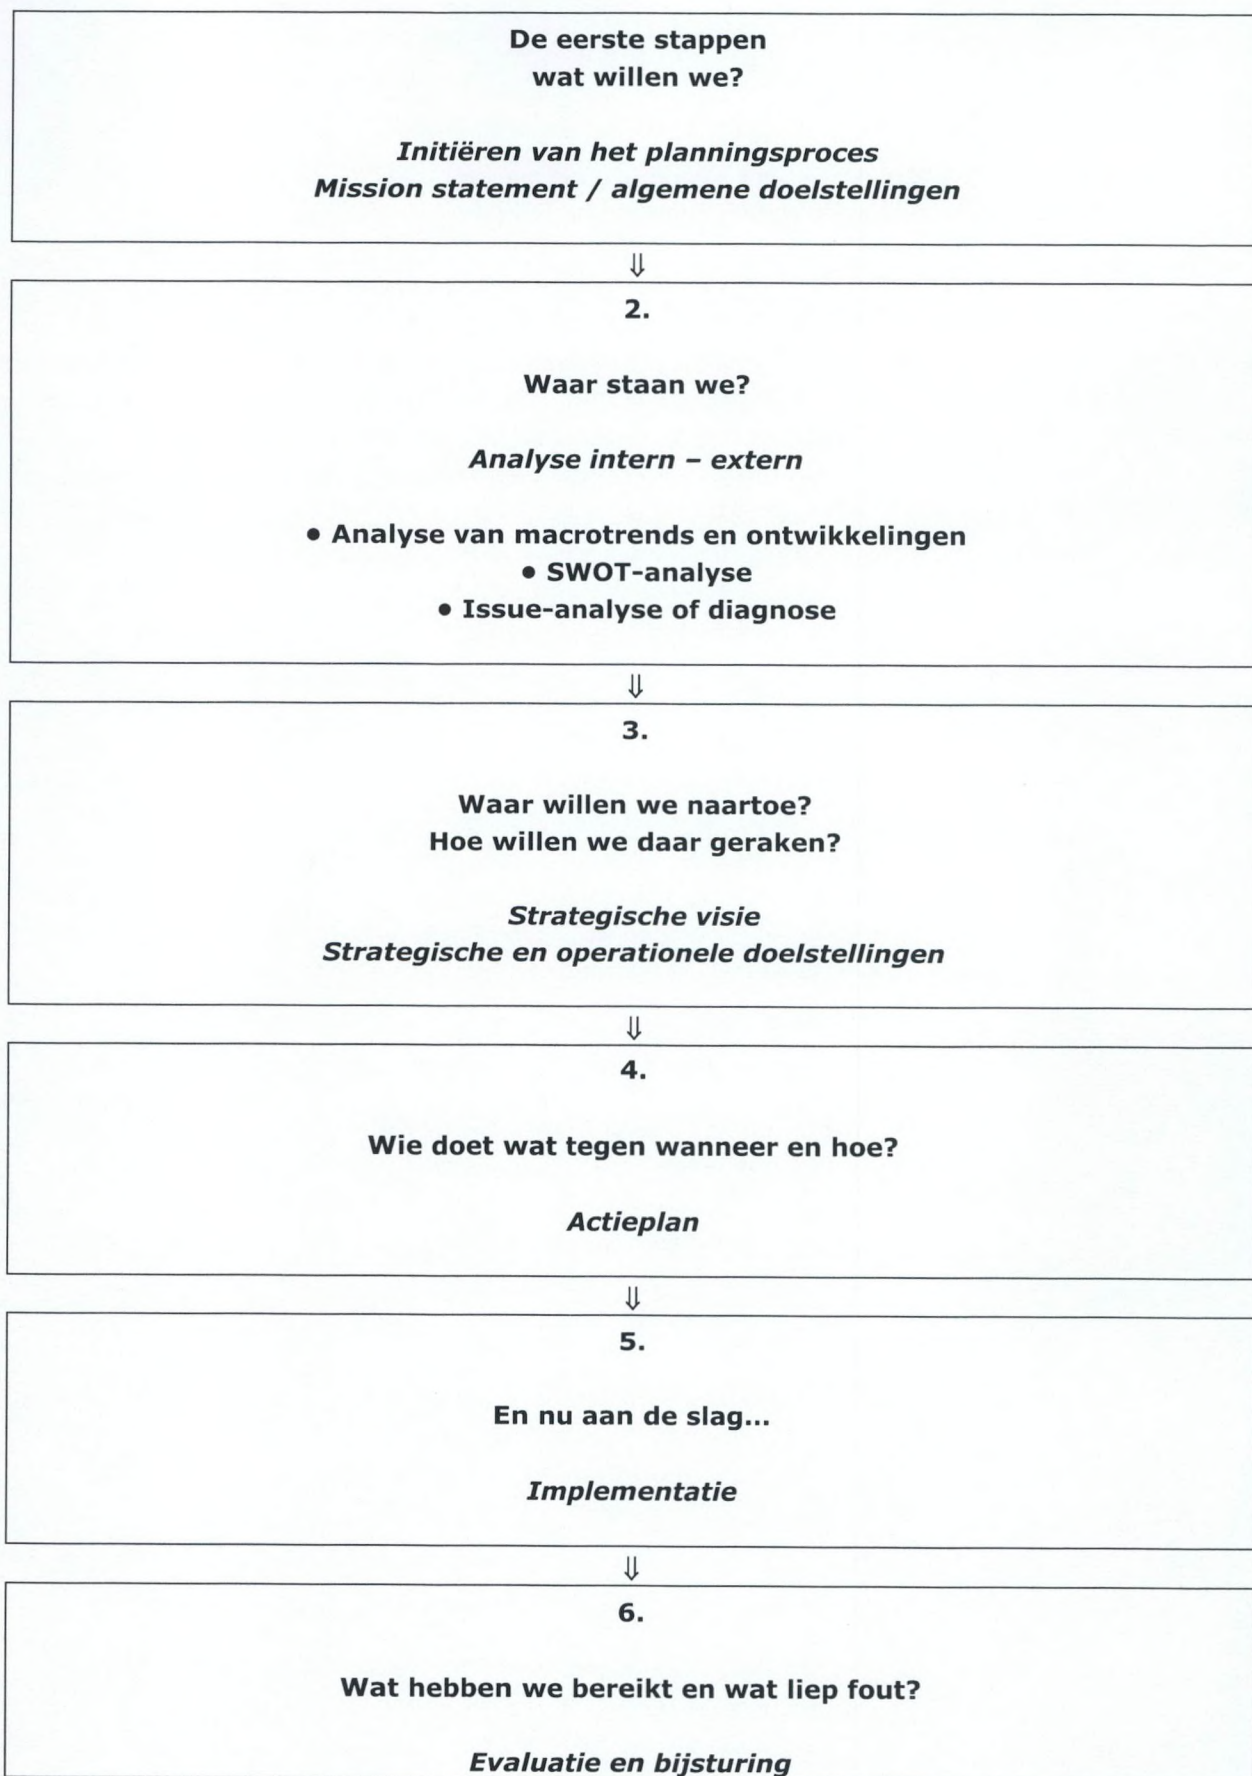 De eerste stappen
wat willen we?
Initiëren van het planningsproces
Mission statement / algemene doelstellingen
⇓
2.
Waar staan we?
Analyse intern – extern
• Analyse van macrotrends en ontwikkelingen
• SWOT-analyse
• Issue-analyse of diagnose
⇓
3.
Waar willen we naartoe?
Hoe willen we daar geraken?
Strategische visie
Strategische en operationele doelstellingen
⇓
4.
Wie doet wat tegen wanneer en hoe?
Actieplan
⇓
5.
En nu aan de slag...
Implementatie
⇓
6.
Wat hebben we bereikt en wat liep fout?
Evaluatie en bijsturing